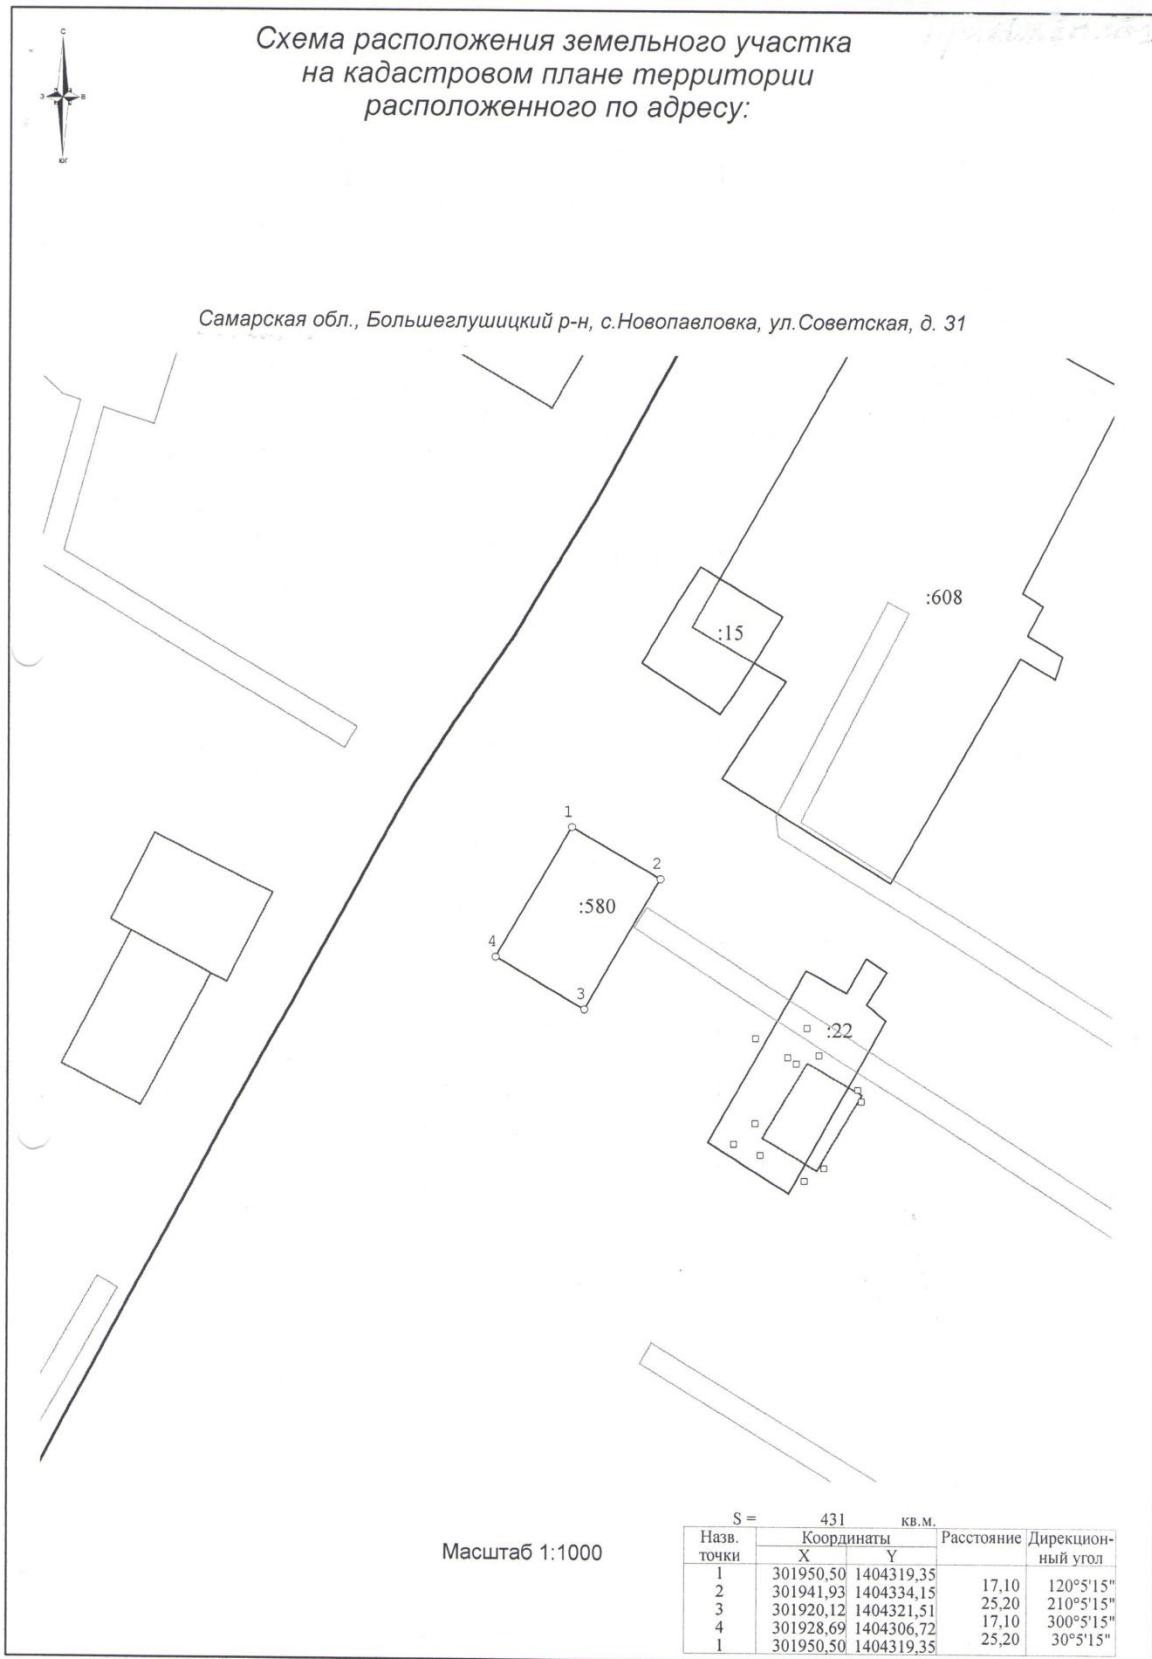 Схема расположения земельного участка
на кадастровом плане территории
расположенного по адресу:
С
З
В
ЮГ
Самарская обл., Большеглушицкий р-н, с.Новопавловка, ул.Советская, д. 31
:608
:15
1
2
:580
4
3
:22
Масштаб 1:1000
S = 431 кв.м.
Назв. точки Координаты Расстояние Дирекцион-ный угол
X Y
1 301950,50 1404319,35
17,10 120°5'15"
2 301941,93 1404334,15
25,20 210°5'15"
3 301920,12 1404321,51
17,10 300°5'15"
4 301928,69 1404306,72
25,20 30°5'15"
1 301950,50 1404319,35